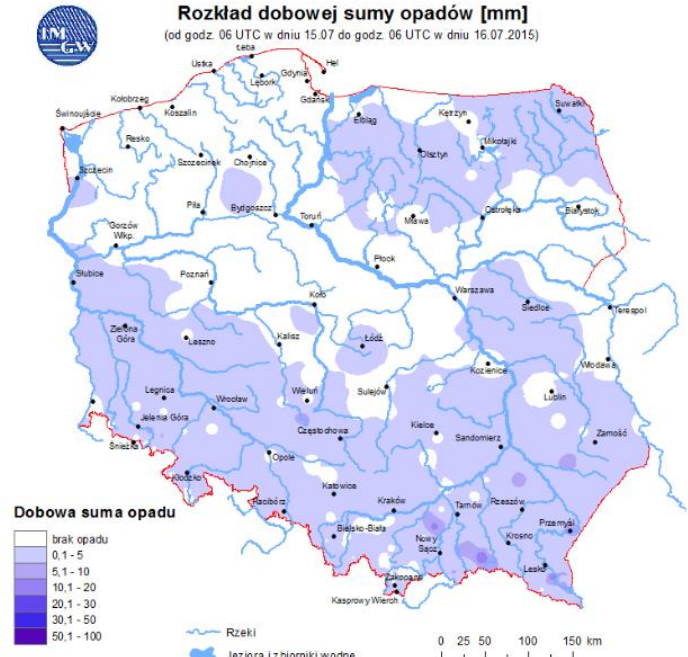 IM
GW
Rozkład dobowej sumy opadów [mm]
(od godz. 06 UTC w dniu 15.07 do godz. 06 UTC w dniu 16.07.2015)
Łeba
Ustka
Hel
Gdynia
Lębork
Gdańsk
Kołobrzeg
Koszalin
Świnoujście
Elbląg
Kętrzyn
Suwałki
Resko
Mikołajki
Olsztyn
Szczecinek
Chojnice
Szczecin
Piła
Bydgoszcz
Toruń
Mława
Ostrołęka
Białystok
Gorzów
Wlkp.
Płock
Słubice
Poznań
Koło
Warszawa
Siedlce
Terespol
Zielona
Góra
Leszno
Kalisz
Łódź
Kozienice
Włodawa
Legnica
Wrocław
Wieluń
Sulejów
Lublin
Jelenia Góra
Częstochowa
Kielce
Sandomierz
Zamość
Śnieżka
Opole
Kłodzko
Katowice
Racibórz
Kraków
Tarnów
Rzeszów
Bielsko-Biała
Nowy
Sącz
Krosno
Przemyśl
Lesko
Zakopane
Kasprowy Wierch
Dobowa suma opadu
brak opadu
0,1 - 5
5,1 - 10
10,1 - 20
20,1 - 30
30,1 - 50
50,1 - 100
Rzeki
Jeziora i zbiorniki wodne
0 25 50 100 150 km